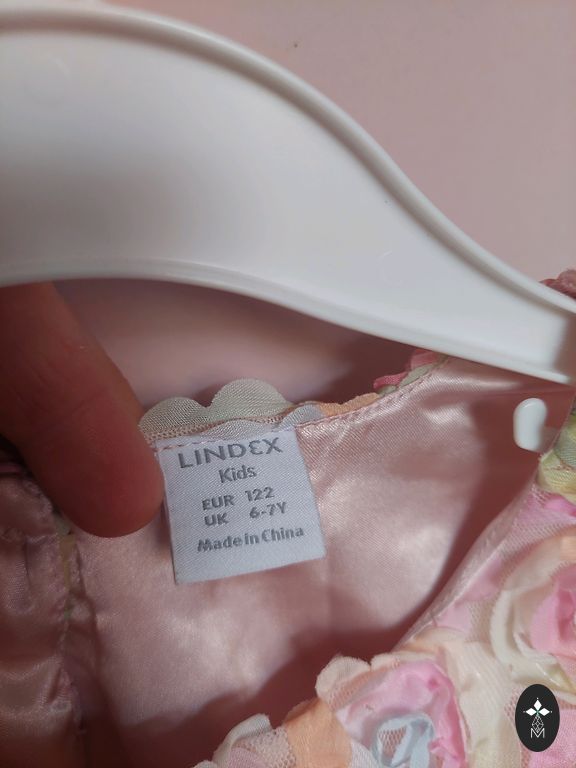 LINDEX
Kids
EUR 122
UK 6-7Y
Made in China